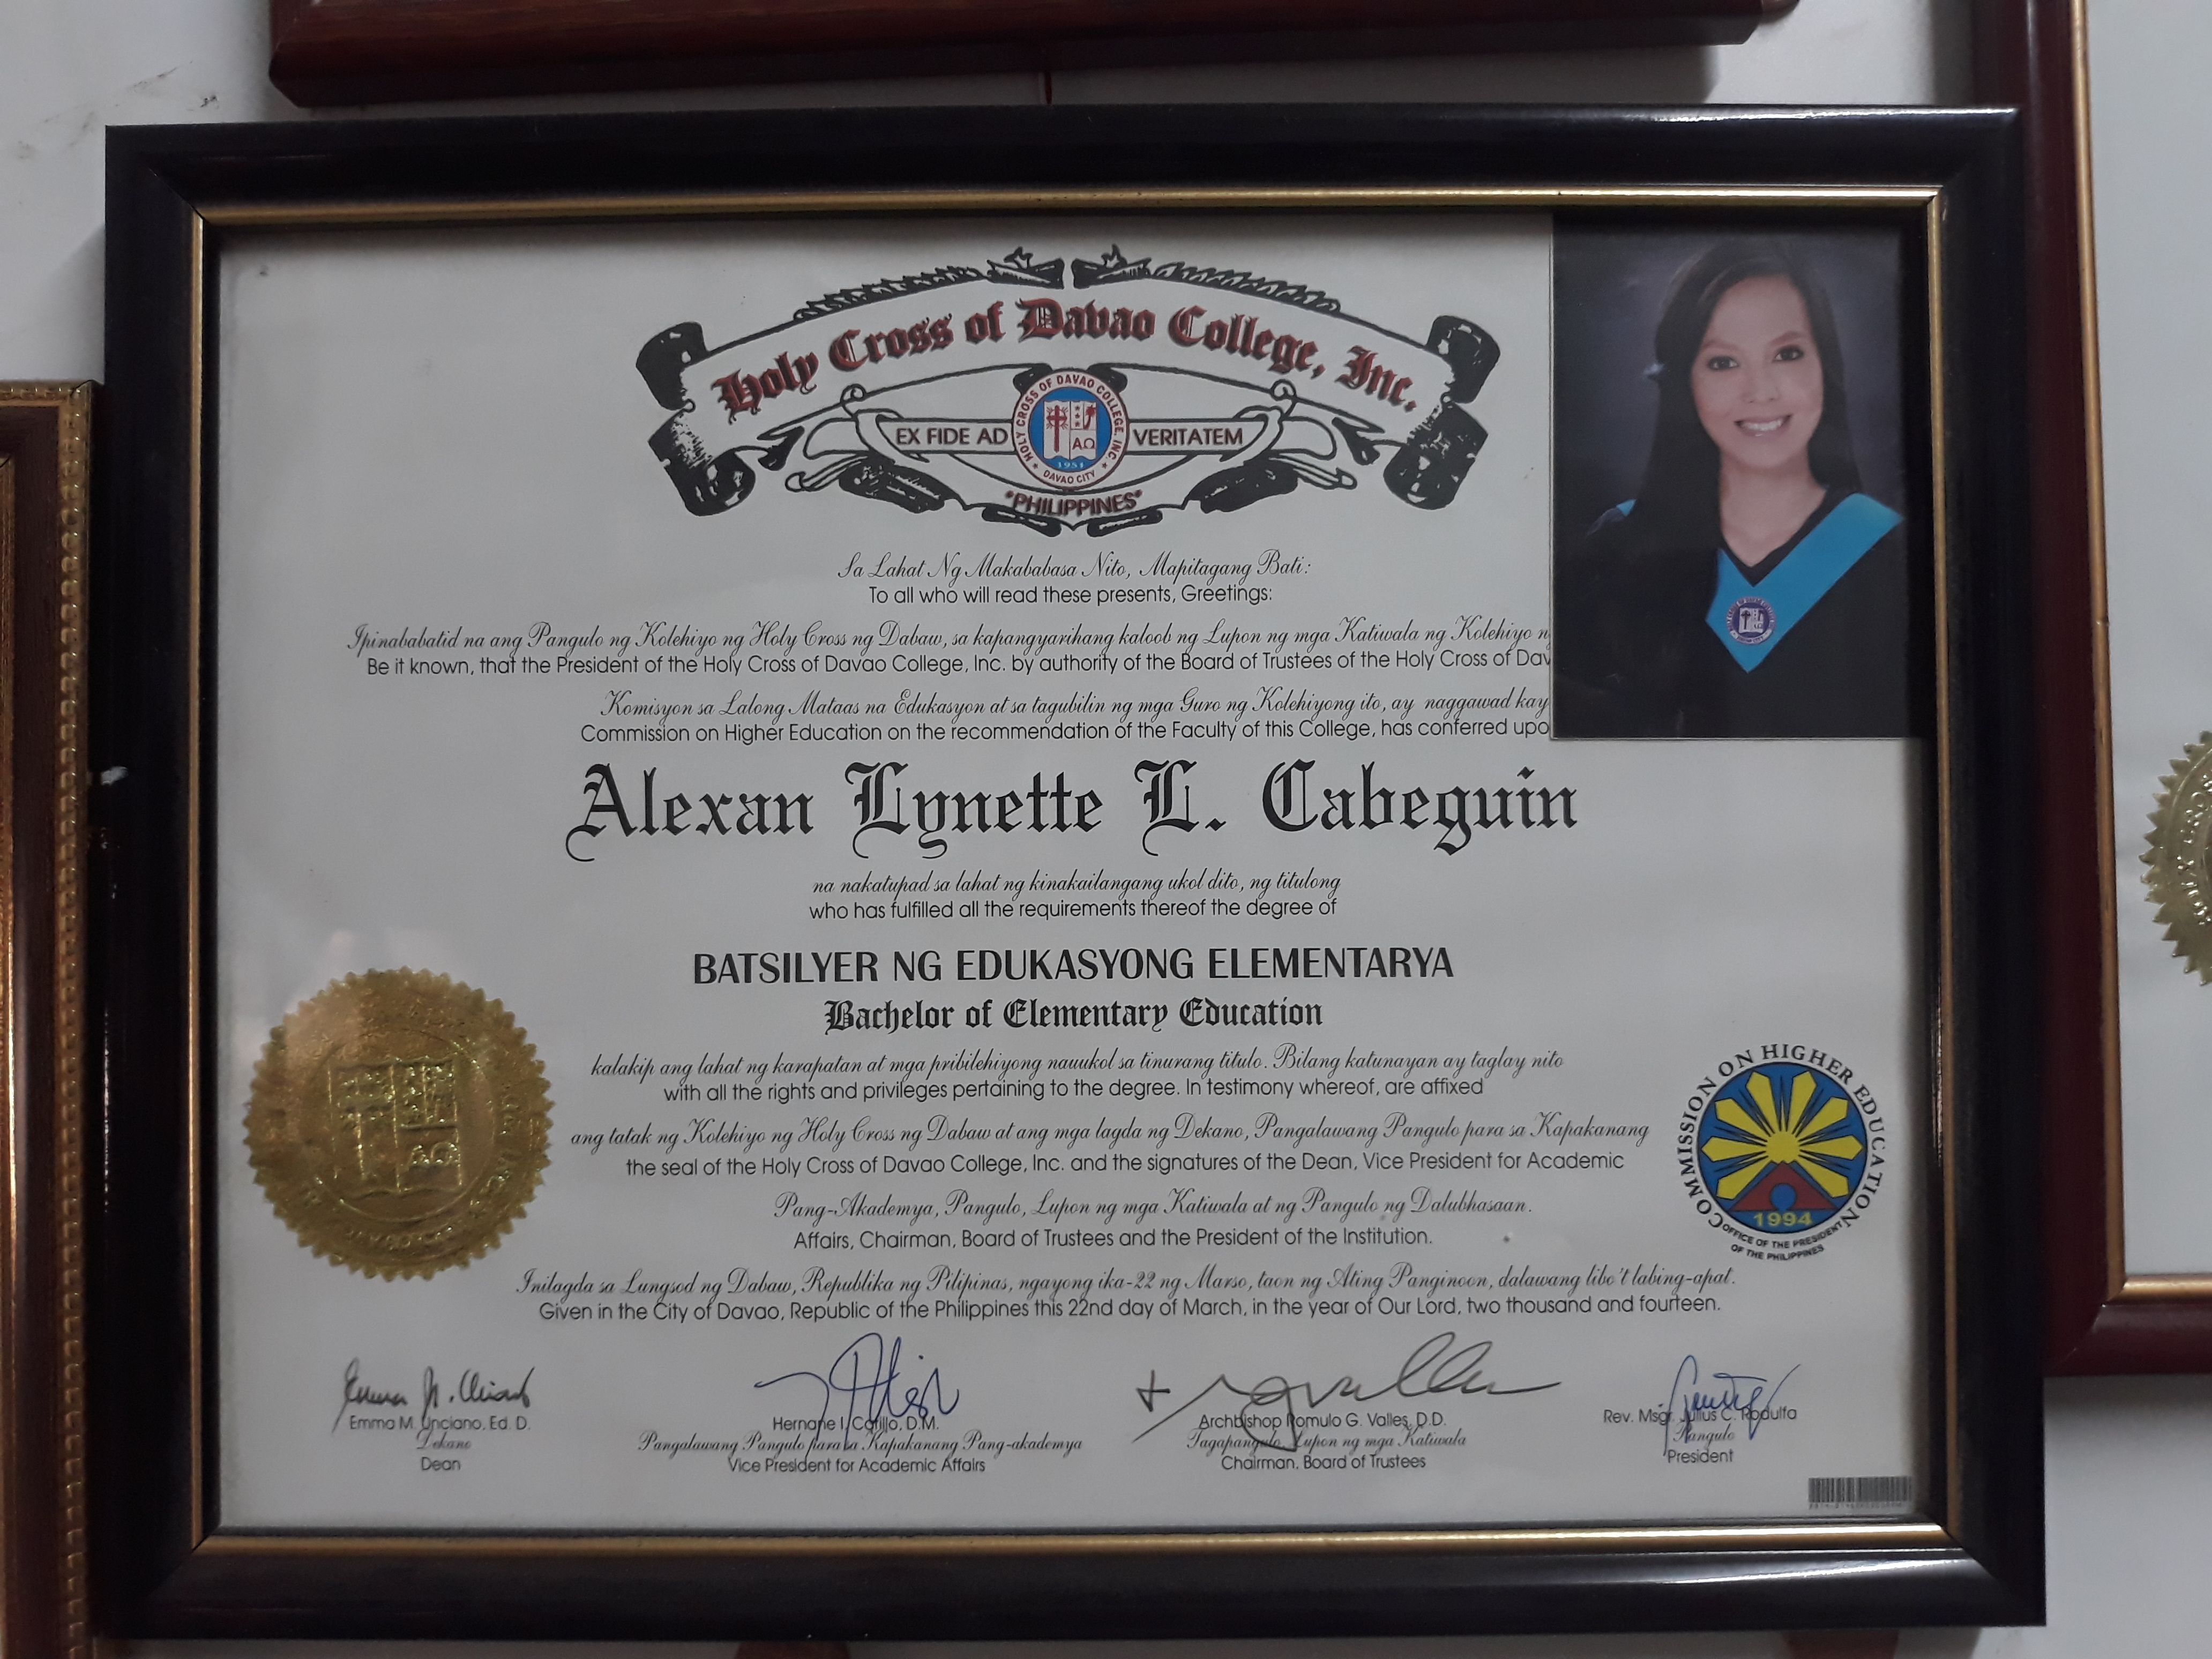 Holy Cross of Davao College, Inc.
EX FIDE AD VERITATEM
HOLY CROSS OF DAVAO COLLEGE, INC.
ΑΩ
1951
DAVAO CITY
*PHILIPPINES*
Sa Lahat Ng Makababasa Nito, Mapitagang Bati:
To all who will read these presents, Greetings:
Ipinababatid na ang Pangulo ng Kolehiyo ng Holy Cross ng Dabaw, sa kapangyarihang kaloob ng Lupon ng mga Katiwala ng Kolehiyo n
Be it known, that the President of the Holy Cross of Davao College, Inc. by authority of the Board of Trustees of the Holy Cross of Dav
Komisyon sa Lalong Mataas na Edukasyon at sa tagubilin ng mga Guro ng Kolehiyong ito, ay naggawad kay
Commission on Higher Education on the recommendation of the Faculty of this College, has conferred upo
Alexan Lynette L. Cabeguin
na nakatupad sa lahat ng kinakailangang ukol dito, ng titulong
who has fulfilled all the requirements thereof the degree of
BATSILYER NG EDUKASYONG ELEMENTARYA
Bachelor of Elementary Education
kalakip ang lahat ng karapatan at mga pribilehiyong nauukol sa tinurang titulo. Bilang katunayan ay taglay nito
with all the rights and privileges pertaining to the degree. In testimony whereof, are affixed
ang tatak ng Kolehiyo ng Holy Cross ng Dabaw at ang mga lagda ng Dekano, Pangalawang Pangulo para sa Kapakanang
the seal of the Holy Cross of Davao College, Inc. and the signatures of the Dean, Vice President for Academic
Pang-Akademya, Pangulo, Lupon ng mga Katiwala at ng Pangulo ng Dalubhasaan.
Affairs, Chairman, Board of Trustees and the President of the Institution.
COMMISSION ON HIGHER EDUCATION
1994
OFFICE OF THE PRESIDENT
OF THE PHILIPPINES
Inilagda sa Lungsod ng Dabaw, Republika ng Pilipinas, ngayong ika-22 ng Marso, taon ng Ating Panginoon, dalawang libo't labing-apat.
Given in the City of Davao, Republic of the Philippines this 22nd day of March, in the year of Our Lord, two thousand and fourteen.
Emma M. Unciano, Ed. D.
Dekano
Dean
Hernane I. Catillo, D.M.
Pangalawang Pangulo para sa Kapakanang Pang-akademya
Vice President for Academic Affairs
Archbishop Romulo G. Valles, D.D.
Tagapangulo, Lupon ng mga Katiwala
Chairman, Board of Trustees
Rev. Msgr. Julius C. Rodulfa
Pangulo
President